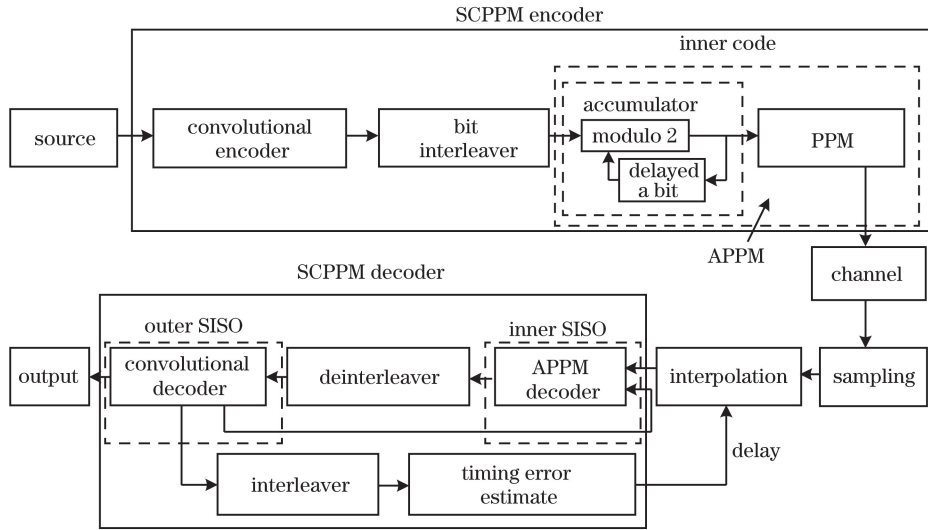 SCPPM encoder
inner code
accumulator
source
convolutional
encoder
bit
interleaver
modulo 2
delayed
a bit
PPM
APPM
channel
SCPPM decoder
outer SISO
inner SISO
output
convolutional
decoder
deinterleaver
APPM
decoder
interpolation
sampling
delay
interleaver
timing error
estimate